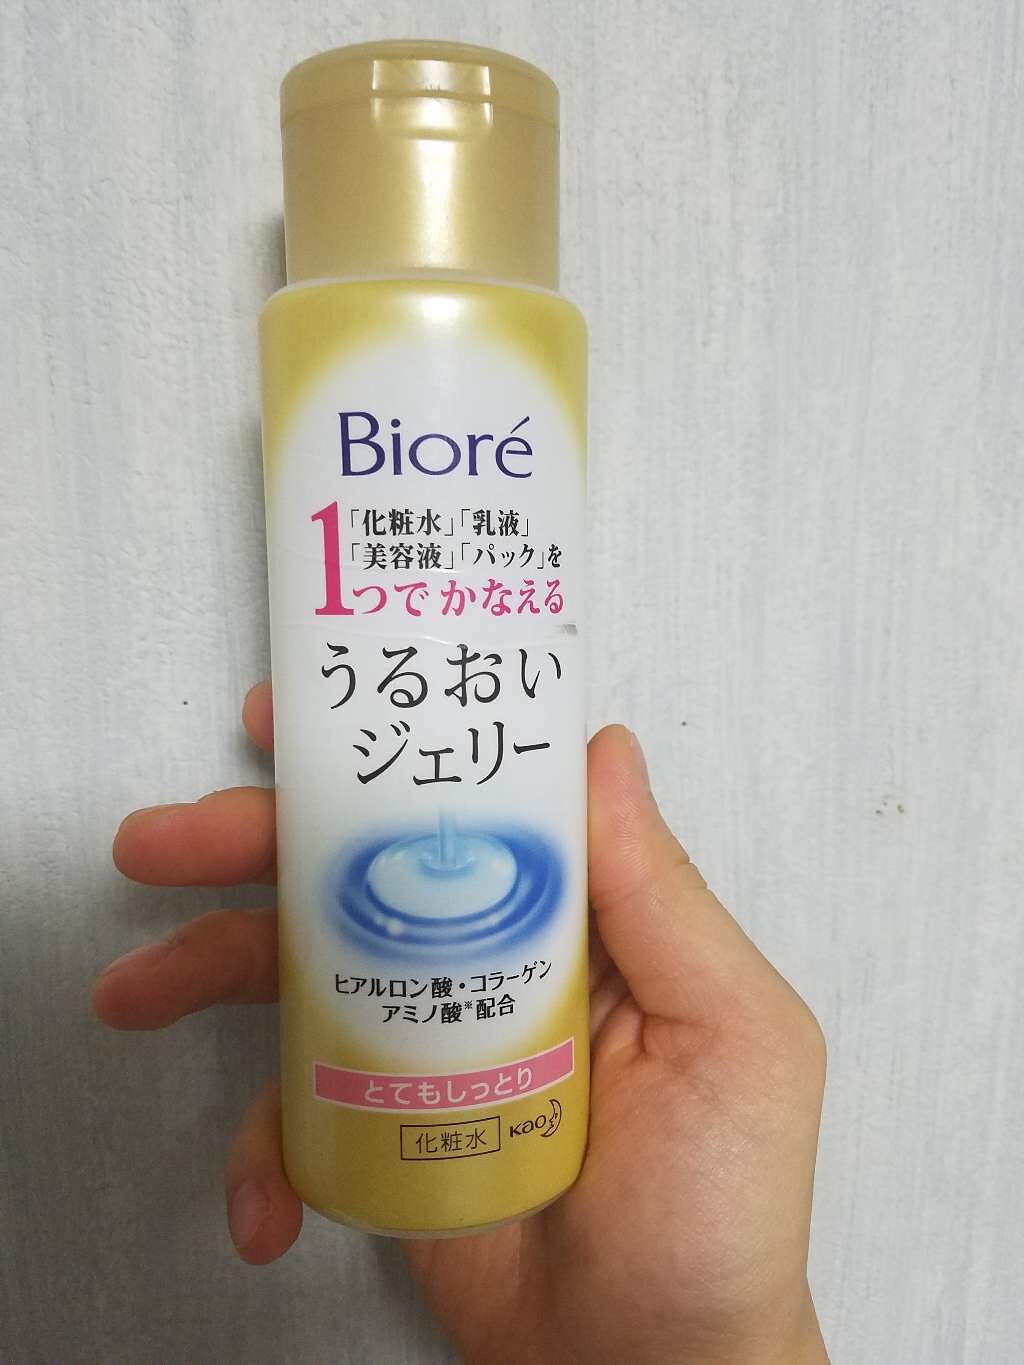 Bioré
「化粧水」「乳液」
「美容液」「パック」を
1つでかなえる
うるおい
ジェリー
ヒアルロン酸・コラーゲン
アミノ酸※配合
とてもしっとり
化粧水
Kao